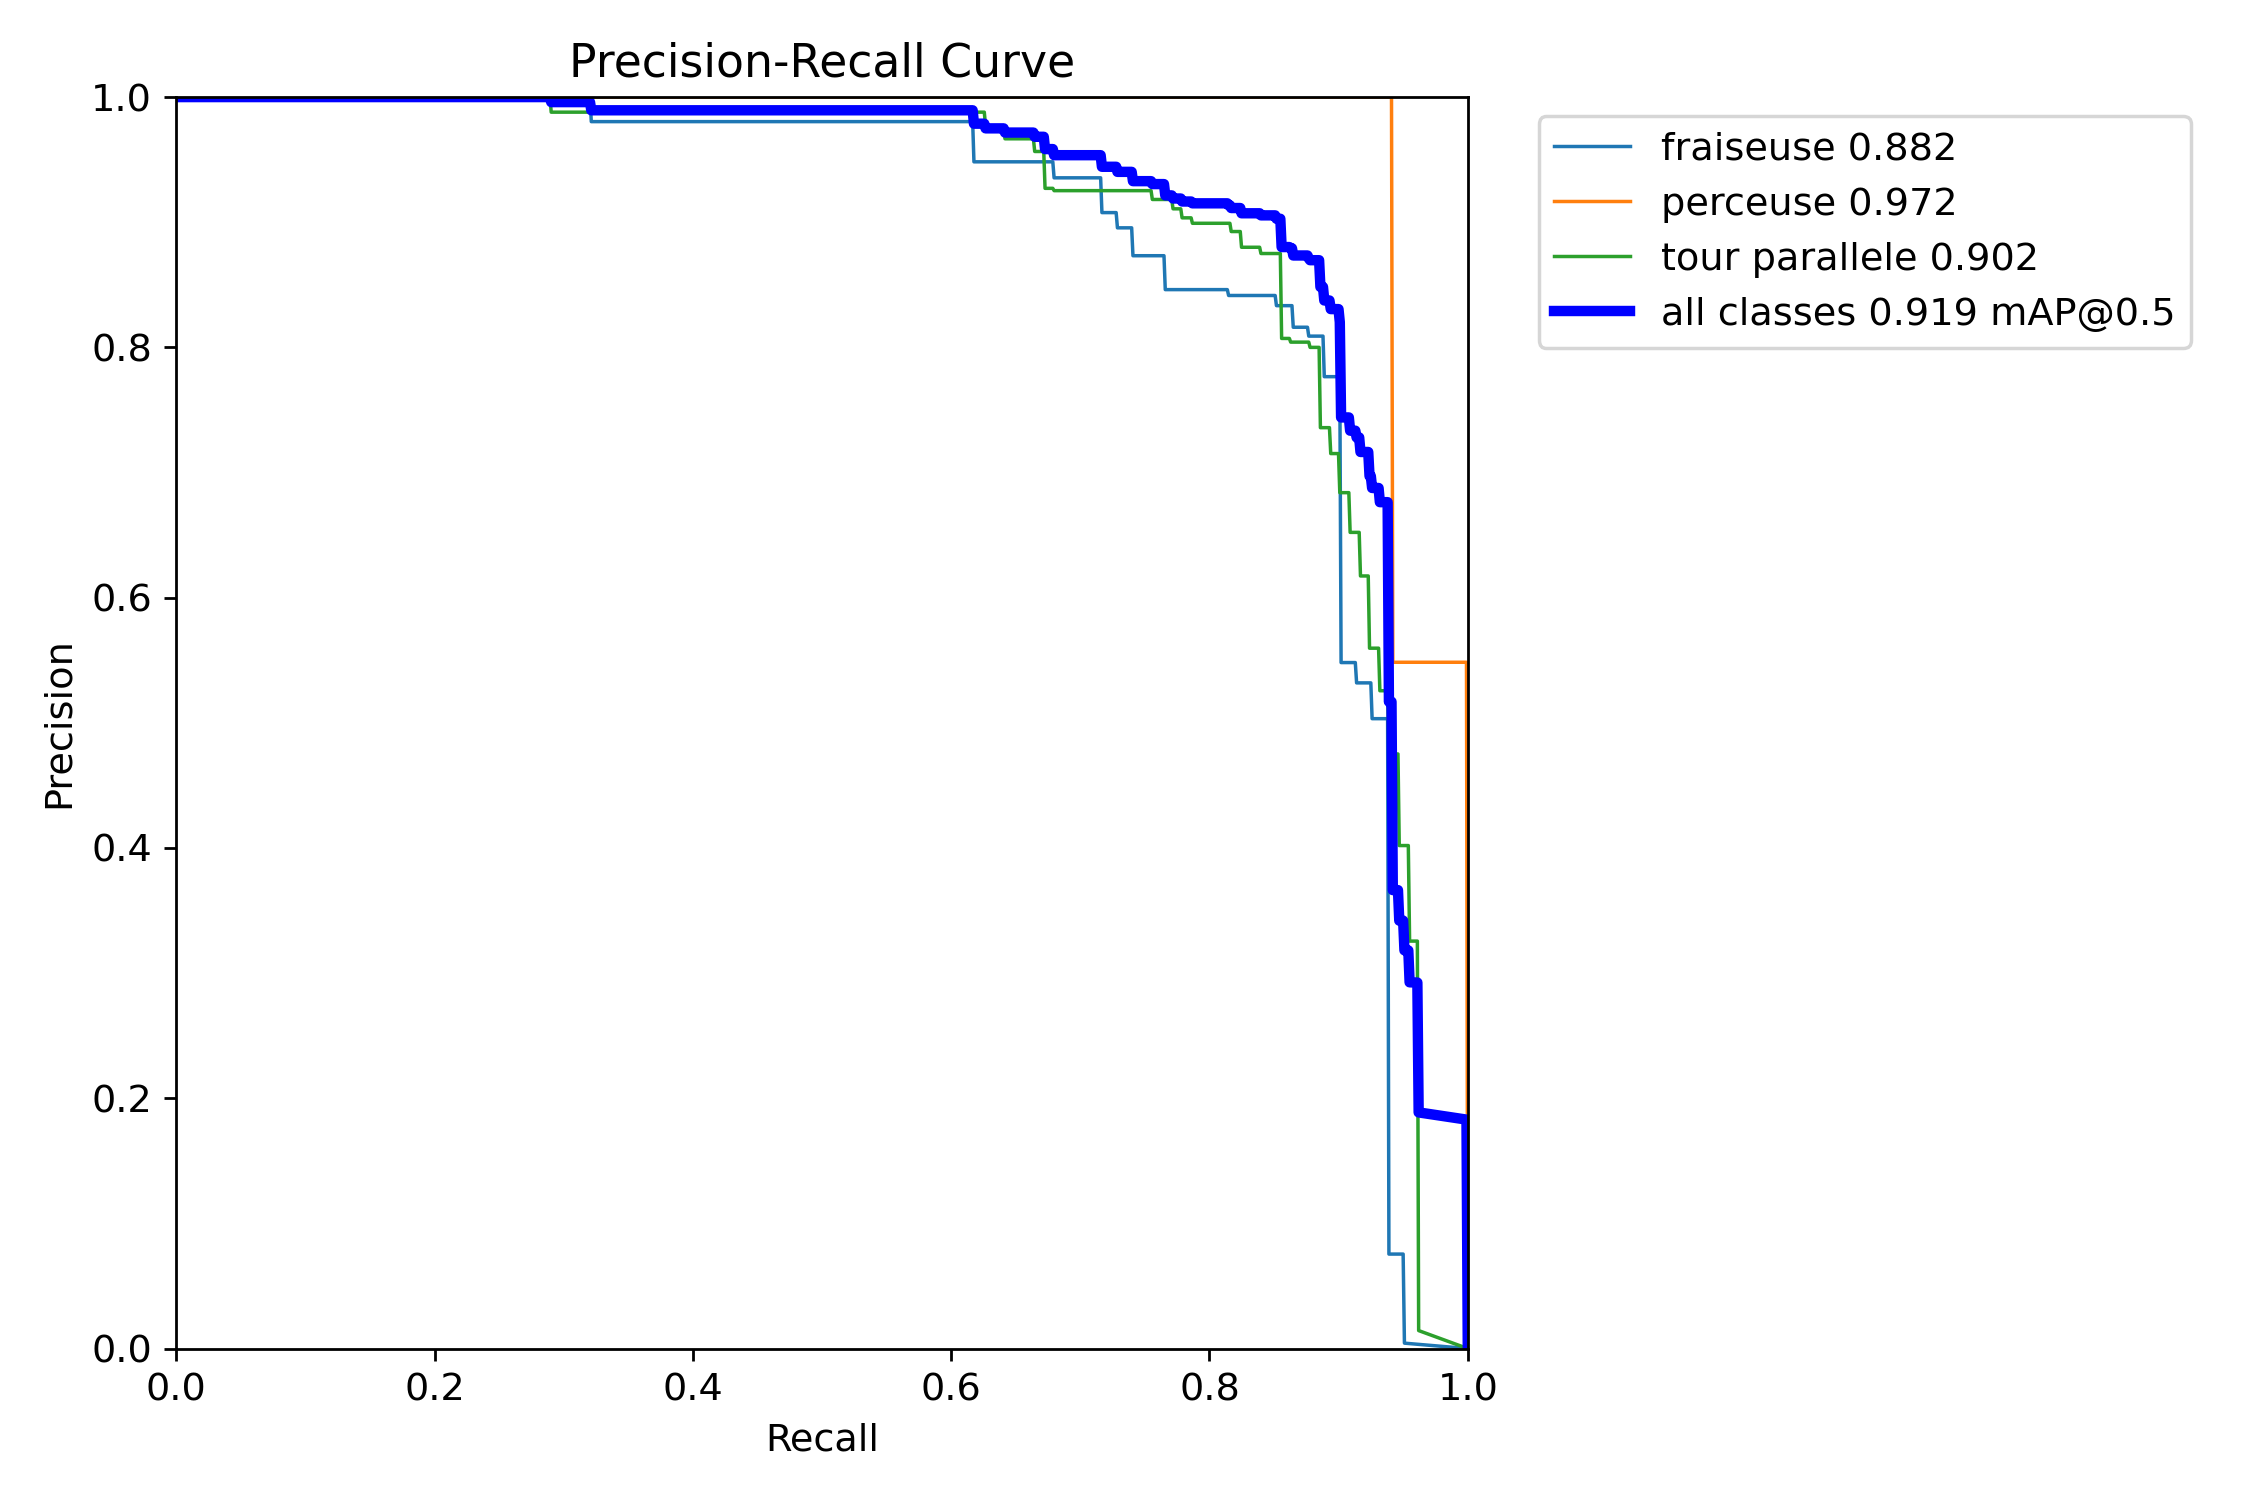 Precision-Recall Curve
1.0
0.8
0.6
0.4
0.2
0.0
Precision
0.0 0.2 0.4 0.6 0.8 1.0
Recall
fraiseuse 0.882
perceuse 0.972
tour parallele 0.902
all classes 0.919 mAP@0.5